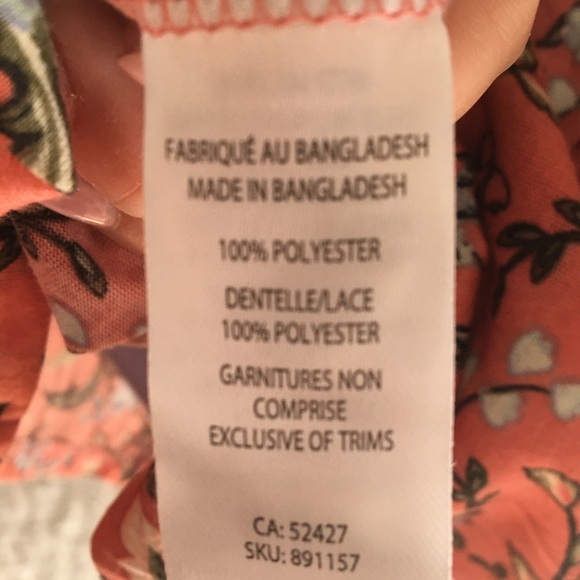 FABRIQUÉ AU BANGLADESH
MADE IN BANGLADESH
100% POLYESTER
DENTELLE/LACE
100% POLYESTER
GARNITURES NON
COMPRISE
EXCLUSIVE OF TRIMS
CA: 52427
SKU: 891157